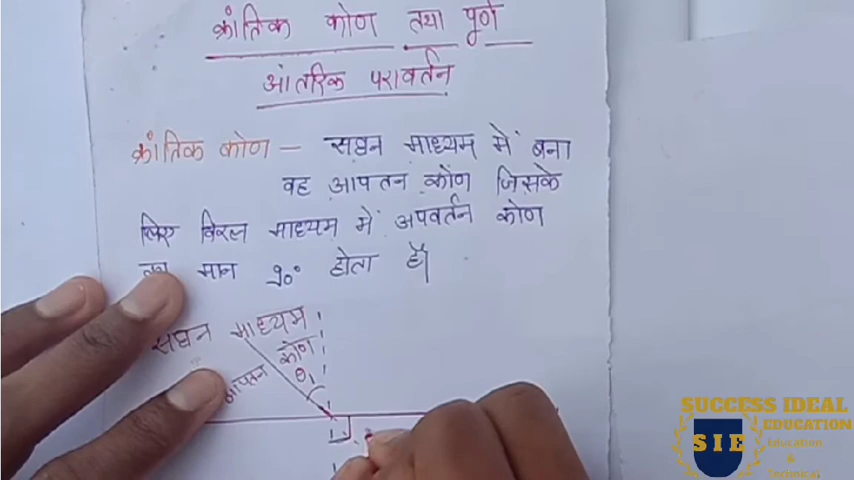 क्रांतिक कोण तथा पूर्ण
आंतरिक परावर्तन
क्रांतिक कोण – सघन माध्यम में बना
वह आपतन कोण जिसके
लिए विरल माध्यम में अपवर्तन कोण
का मान 90° होता है।
सघन माध्यम
आपतन कोण
θ₁
SUCCESS IDEAL
EDUCATION
SIE
Education
Technical